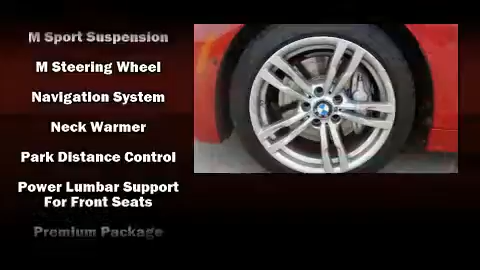 M Sport Suspension
M Steering Wheel
Navigation System
Neck Warmer
Park Distance Control
Power Lumbar Support
For Front Seats
Premium Package